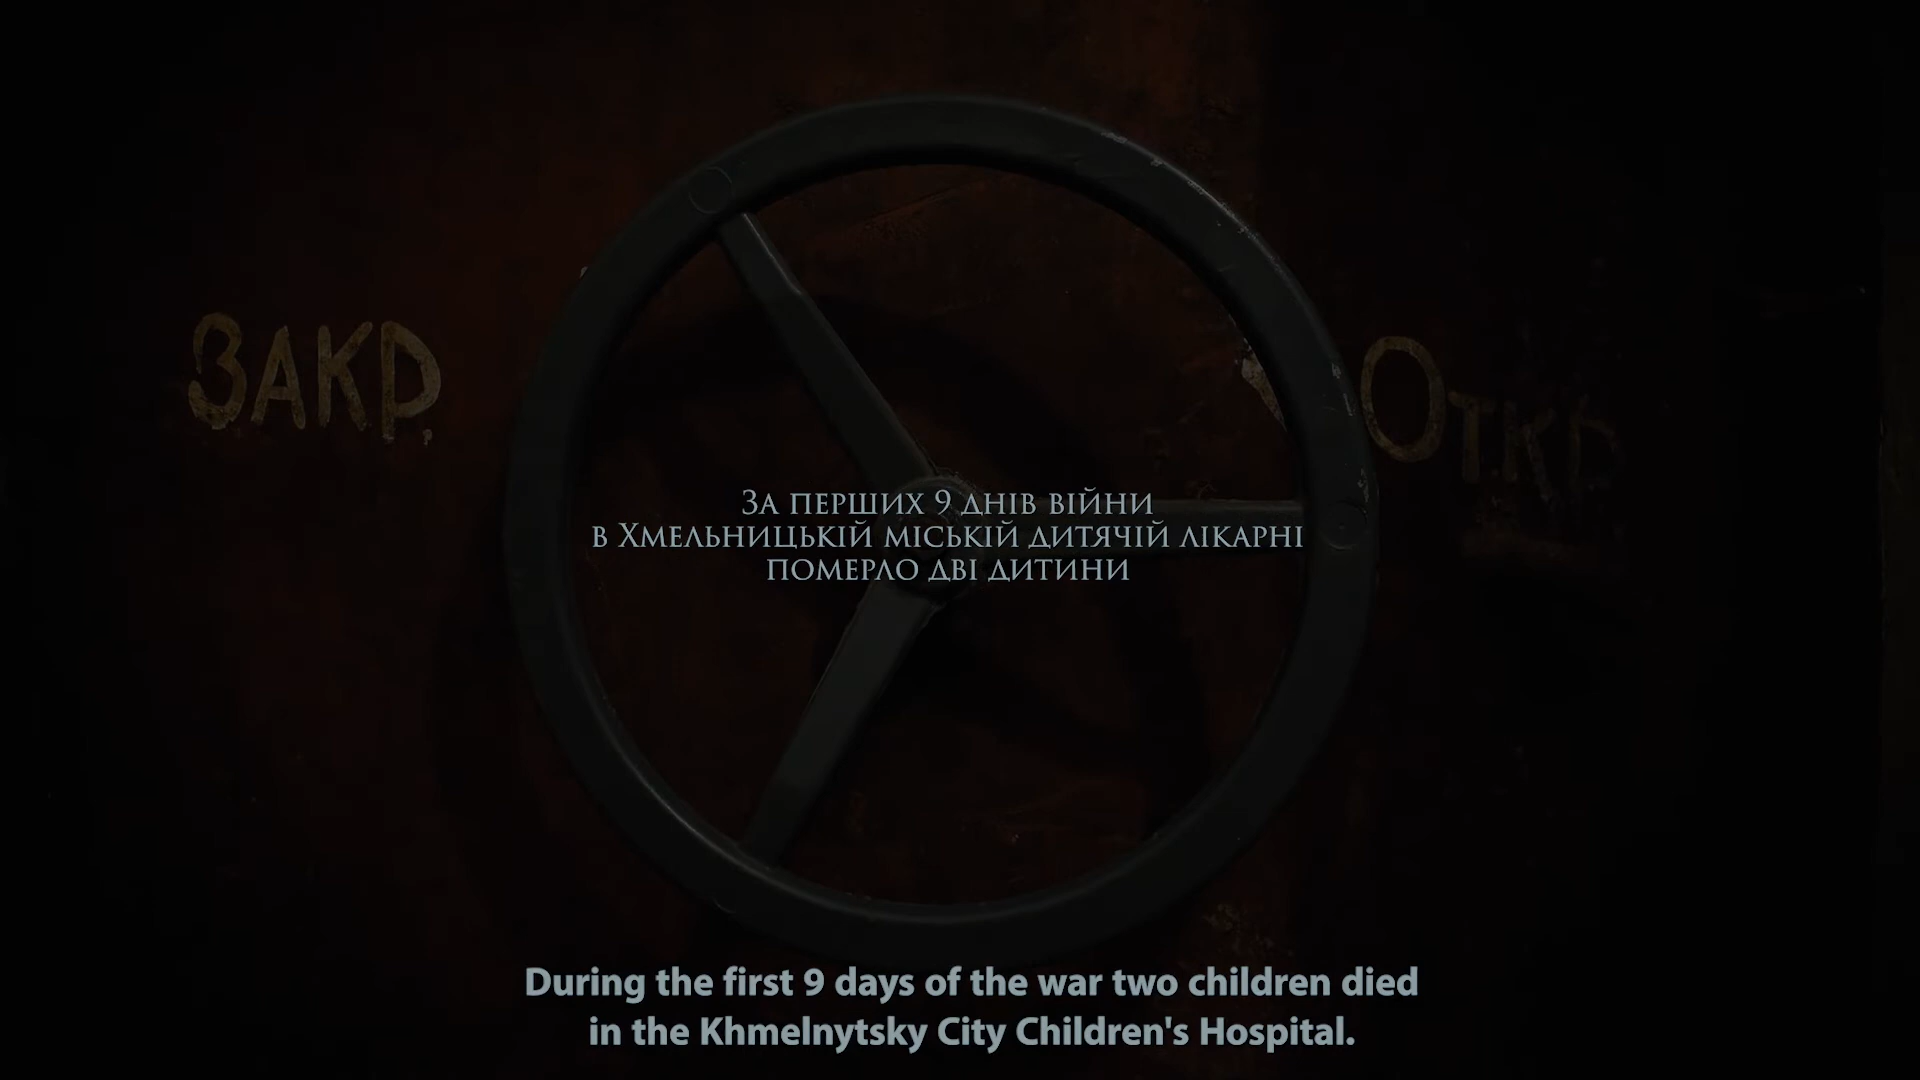 ЗАКР.
ОТКР
За перших 9 днів війни
в Хмельницькій міській дитячій лікарні
померло дві дитини
During the first 9 days of the war two children died
in the Khmelnytsky City Children's Hospital.